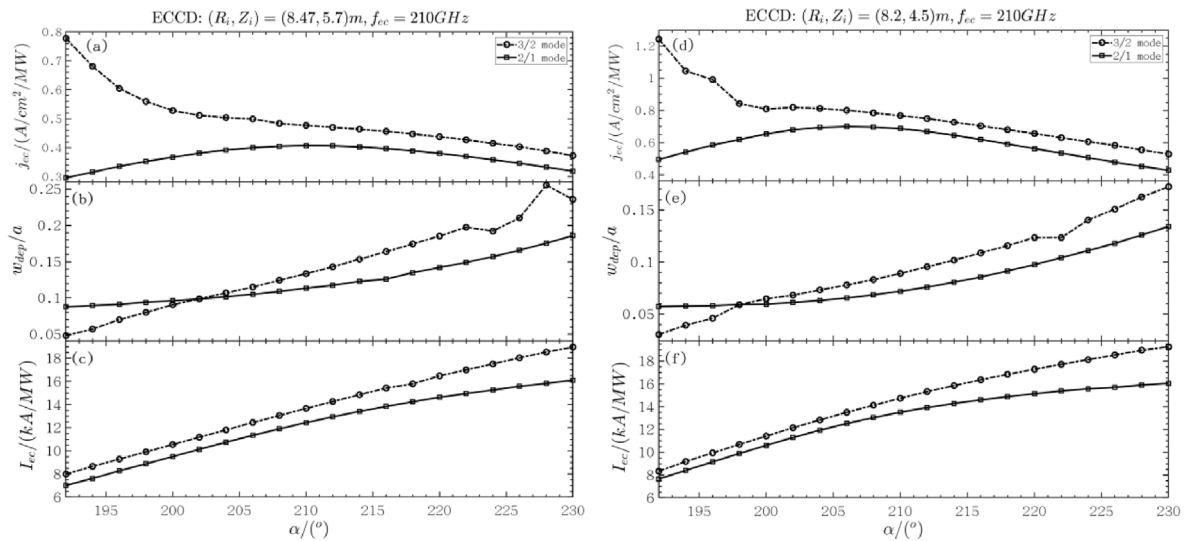 ECCD: (R_i, Z_i) = (8.47, 5.7)m, f_ec = 210GHz
(a)
3/2 mode
2/1 mode
j_ec/(A/cm²/MW)
0.8
0.7
0.6
0.5
0.4
0.3
(b)
w_dep/a
0.25
0.2
0.15
0.1
0.05
(c)
I_ec/(kA/MW)
18
16
14
12
10
8
6
195 200 205 210 215 220 225 230
α/(°)
ECCD: (R_i, Z_i) = (8.2, 4.5)m, f_ec = 210GHz
(d)
3/2 mode
2/1 mode
j_ec/(A/cm²/MW)
1.2
1
0.8
0.6
0.4
(e)
w_dep/a
0.15
0.1
0.05
(f)
I_ec/(kA/MW)
18
16
14
12
10
8
6
195 200 205 210 215 220 225 230
α/(°)